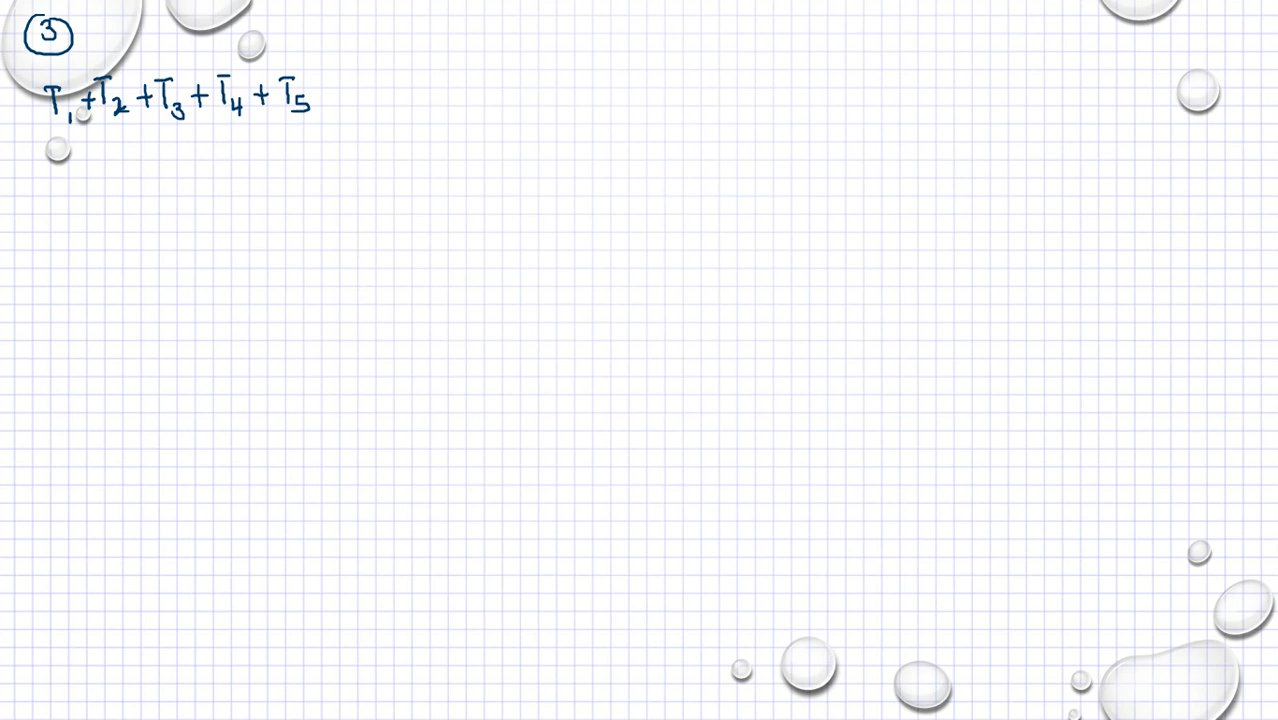 3
T₁ + T₂ + T₃ + T₄ + T₅